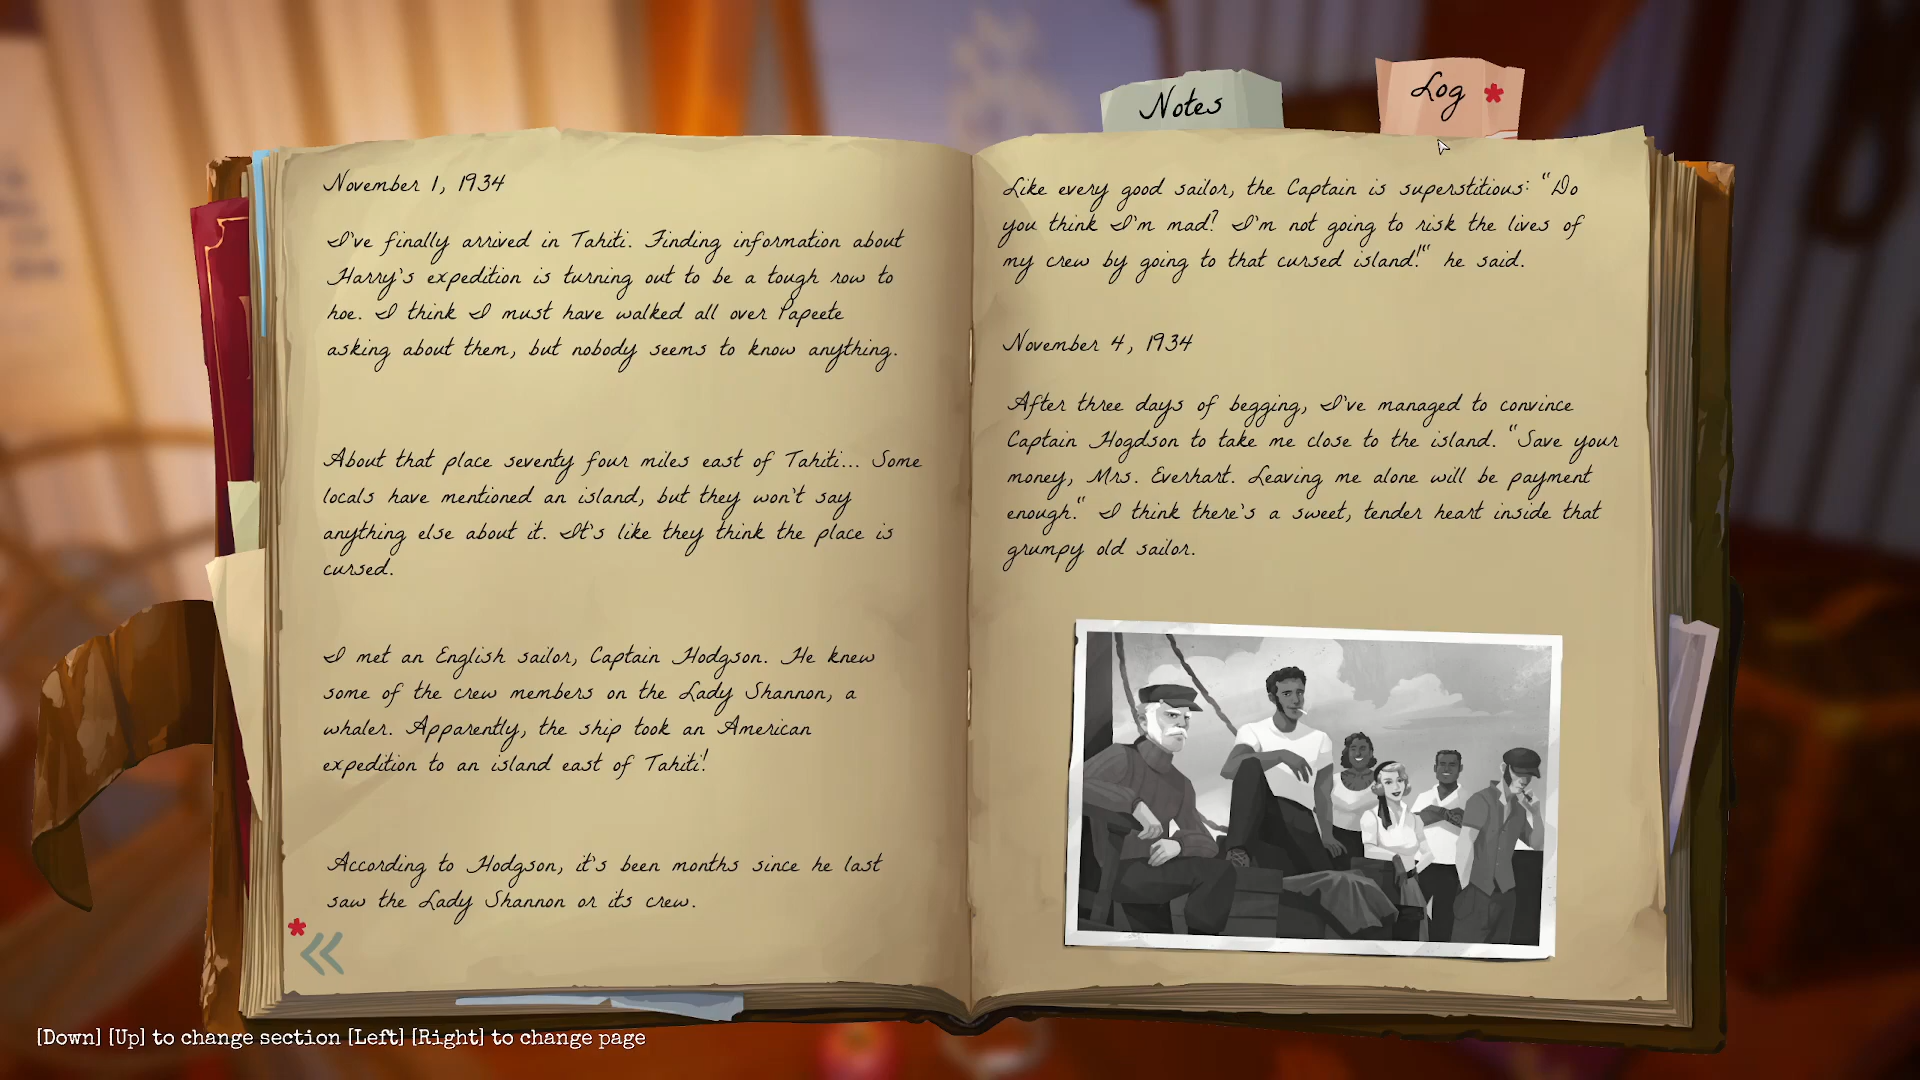 Notes
Log *
November 1, 1934
I've finally arrived in Tahiti. Finding information about
Harry's expedition is turning out to be a tough row to
hoe. I think I must have walked all over Papeete
asking about them, but nobody seems to know anything.
About that place seventy four miles east of Tahiti... Some
locals have mentioned an island, but they won't say
anything else about it. It's like they think the place is
cursed.
I met an English sailor, Captain Hodgson. He knew
some of the crew members on the Lady Shannon, a
whaler. Apparently, the ship took an American
expedition to an island east of Tahiti!
According to Hodgson, it's been months since he last
saw the Lady Shannon or its crew.
Like every good sailor, the Captain is superstitious: "Do
you think I'm mad? I'm not going to risk the lives of
my crew by going to that cursed island!" he said.
November 4, 1934
After three days of begging, I've managed to convince
Captain Hogdson to take me close to the island. "Save your
money, Mrs. Everhart. Leaving me alone will be payment
enough." I think there's a sweet, tender heart inside that
grumpy old sailor.
[Down] [Up] to change section [Left] [Right] to change page